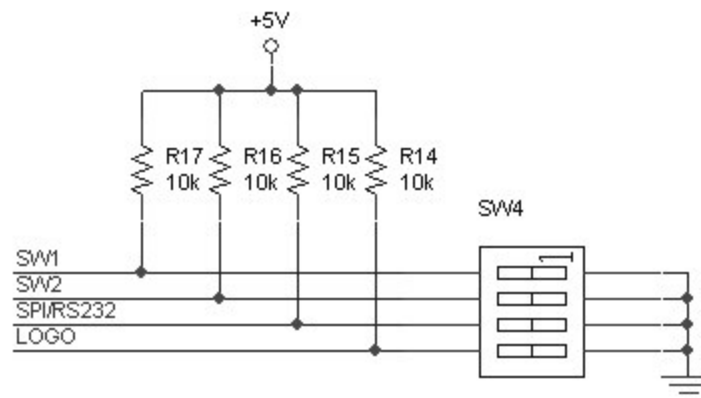 +5V
R17 R16 R15 R14
10k 10k 10k 10k
SW4
1
SW1
SW2
SPI/RS232
LOGO